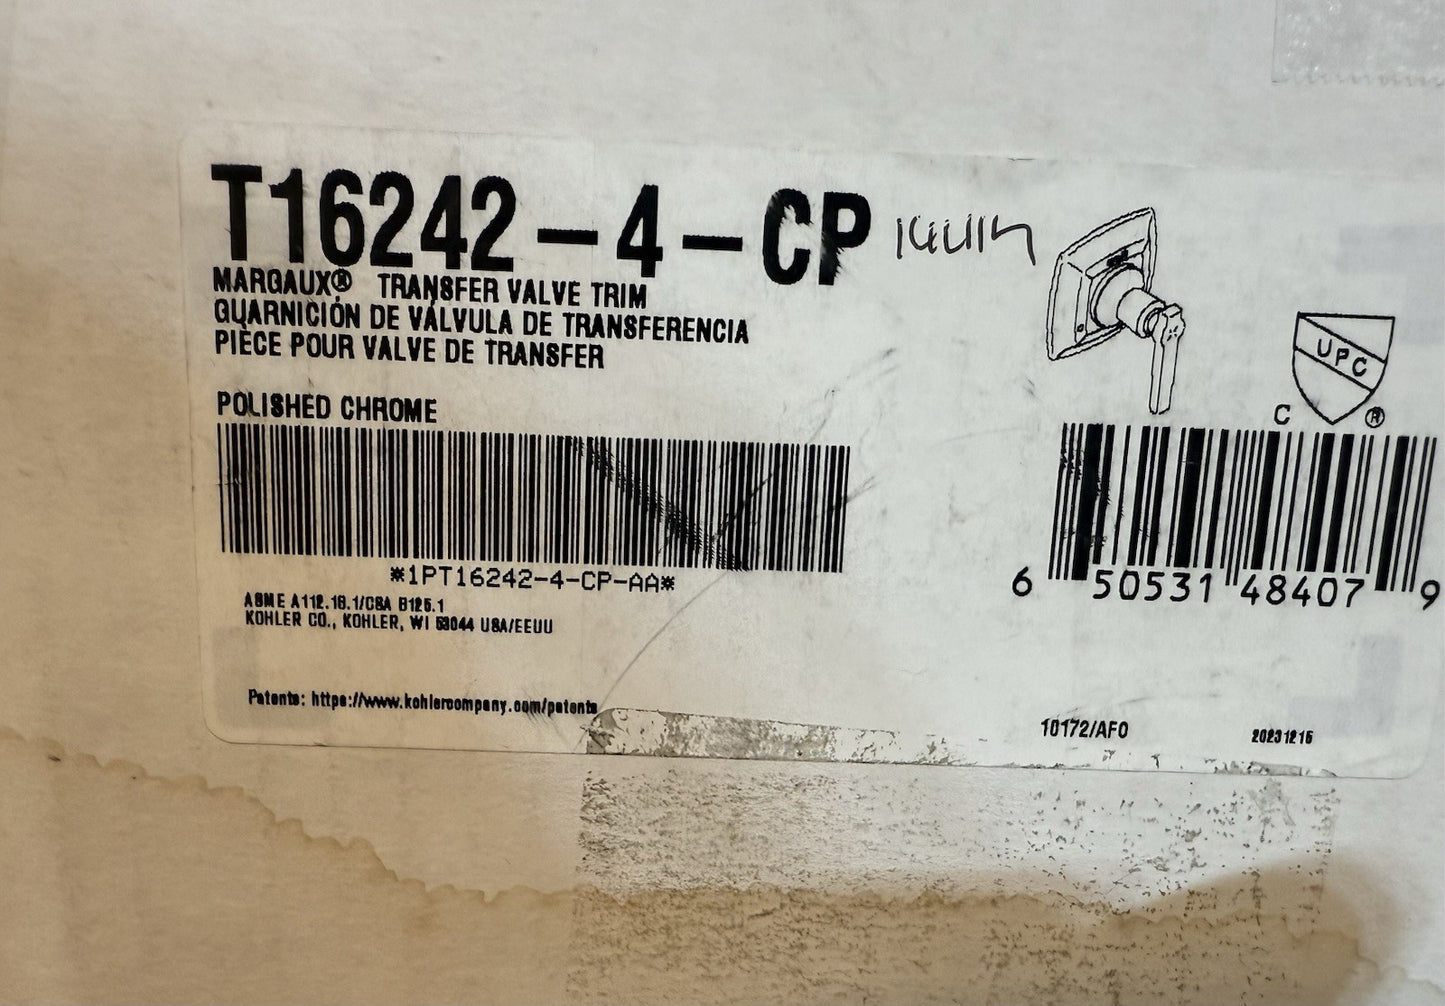 T16242-4-CP
MARGAUX® TRANSFER VALVE TRIM
GUARNICIÓN DE VÁLVULA DE TRANSFERENCIA
PIÈCE POUR VALVE DE TRANSFER
POLISHED CHROME
*1PT16242-4-CP-AA*
ASME A112.18.1/CSA B125.1
KOHLER CO., KOHLER, WI 53044 USA/EEUU
Patents: https://www.kohlercompany.com/patents
UPC
C ®
6 50531 48407 9
10172/AFO
20231215